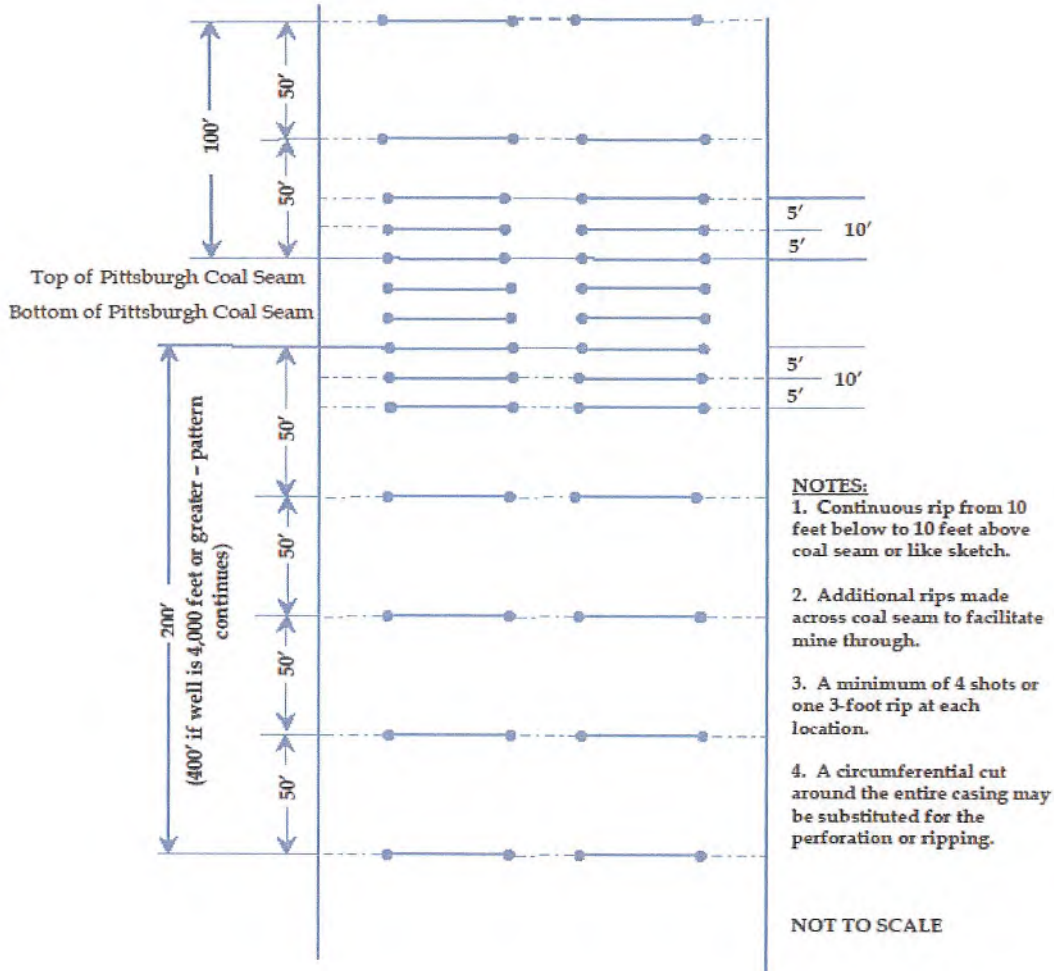 50'
100'
50'
5'
10'
5'
Top of Pittsburgh Coal Seam
Bottom of Pittsburgh Coal Seam
5'
10'
5'
50'
50'
50'
50'
200'
(400' if well is 4,000 feet or greater – pattern
continues)
NOTES:
1. Continuous rip from 10
feet below to 10 feet above
coal seam or like sketch.
2. Additional rips made
across coal seam to facilitate
mine through.
3. A minimum of 4 shots or
one 3-foot rip at each
location.
4. A circumferential cut
around the entire casing may
be substituted for the
perforation or ripping.
NOT TO SCALE